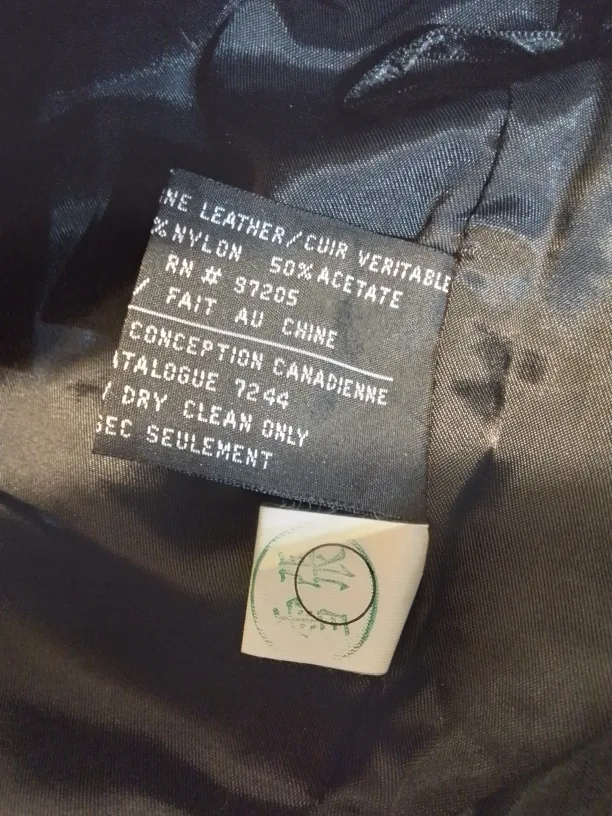 NE LEATHER/CUIR VERITABLE
% NYLON 50% ACETATE
RN # 97205
/ FAIT AU CHINE
CONCEPTION CANADIENNE
ATALOGUE 7244
/ DRY CLEAN ONLY
SEC SEULEMENT